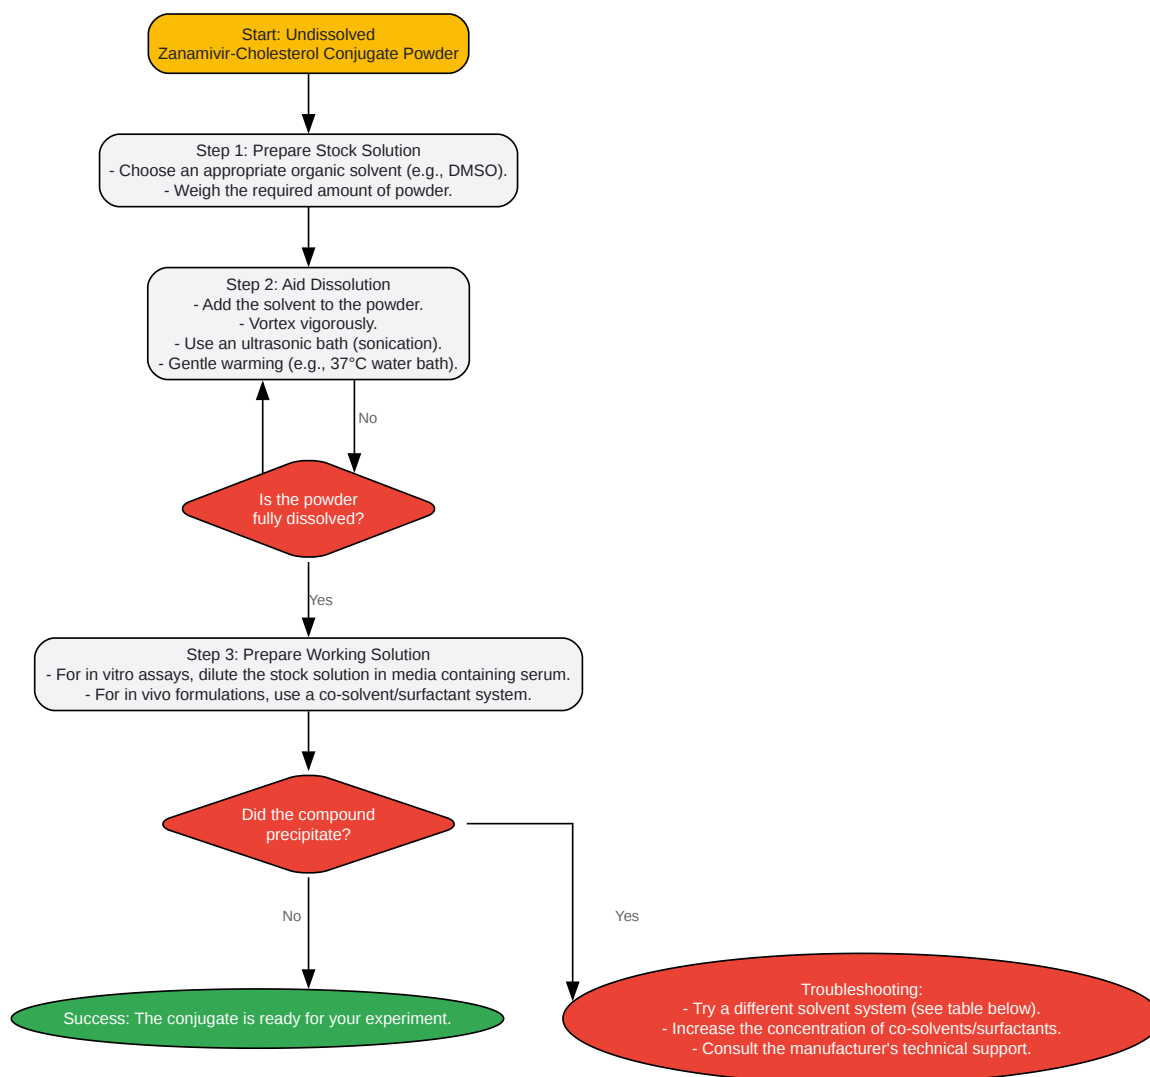 Start: Undissolved
Zanamivir-Cholesterol Conjugate Powder
Step 1: Prepare Stock Solution
- Choose an appropriate organic solvent (e.g., DMSO).
- Weigh the required amount of powder.
Step 2: Aid Dissolution
- Add the solvent to the powder.
- Vortex vigorously.
- Use an ultrasonic bath (sonication).
- Gentle warming (e.g., 37°C water bath).
No
Is the powder
fully dissolved?
Yes
Step 3: Prepare Working Solution
- For in vitro assays, dilute the stock solution in media containing serum.
- For in vivo formulations, use a co-solvent/surfactant system.
Did the compound
precipitate?
No
Yes
Success: The conjugate is ready for your experiment.
Troubleshooting:
- Try a different solvent system (see table below).
- Increase the concentration of co-solvents/surfactants.
- Consult the manufacturer's technical support.